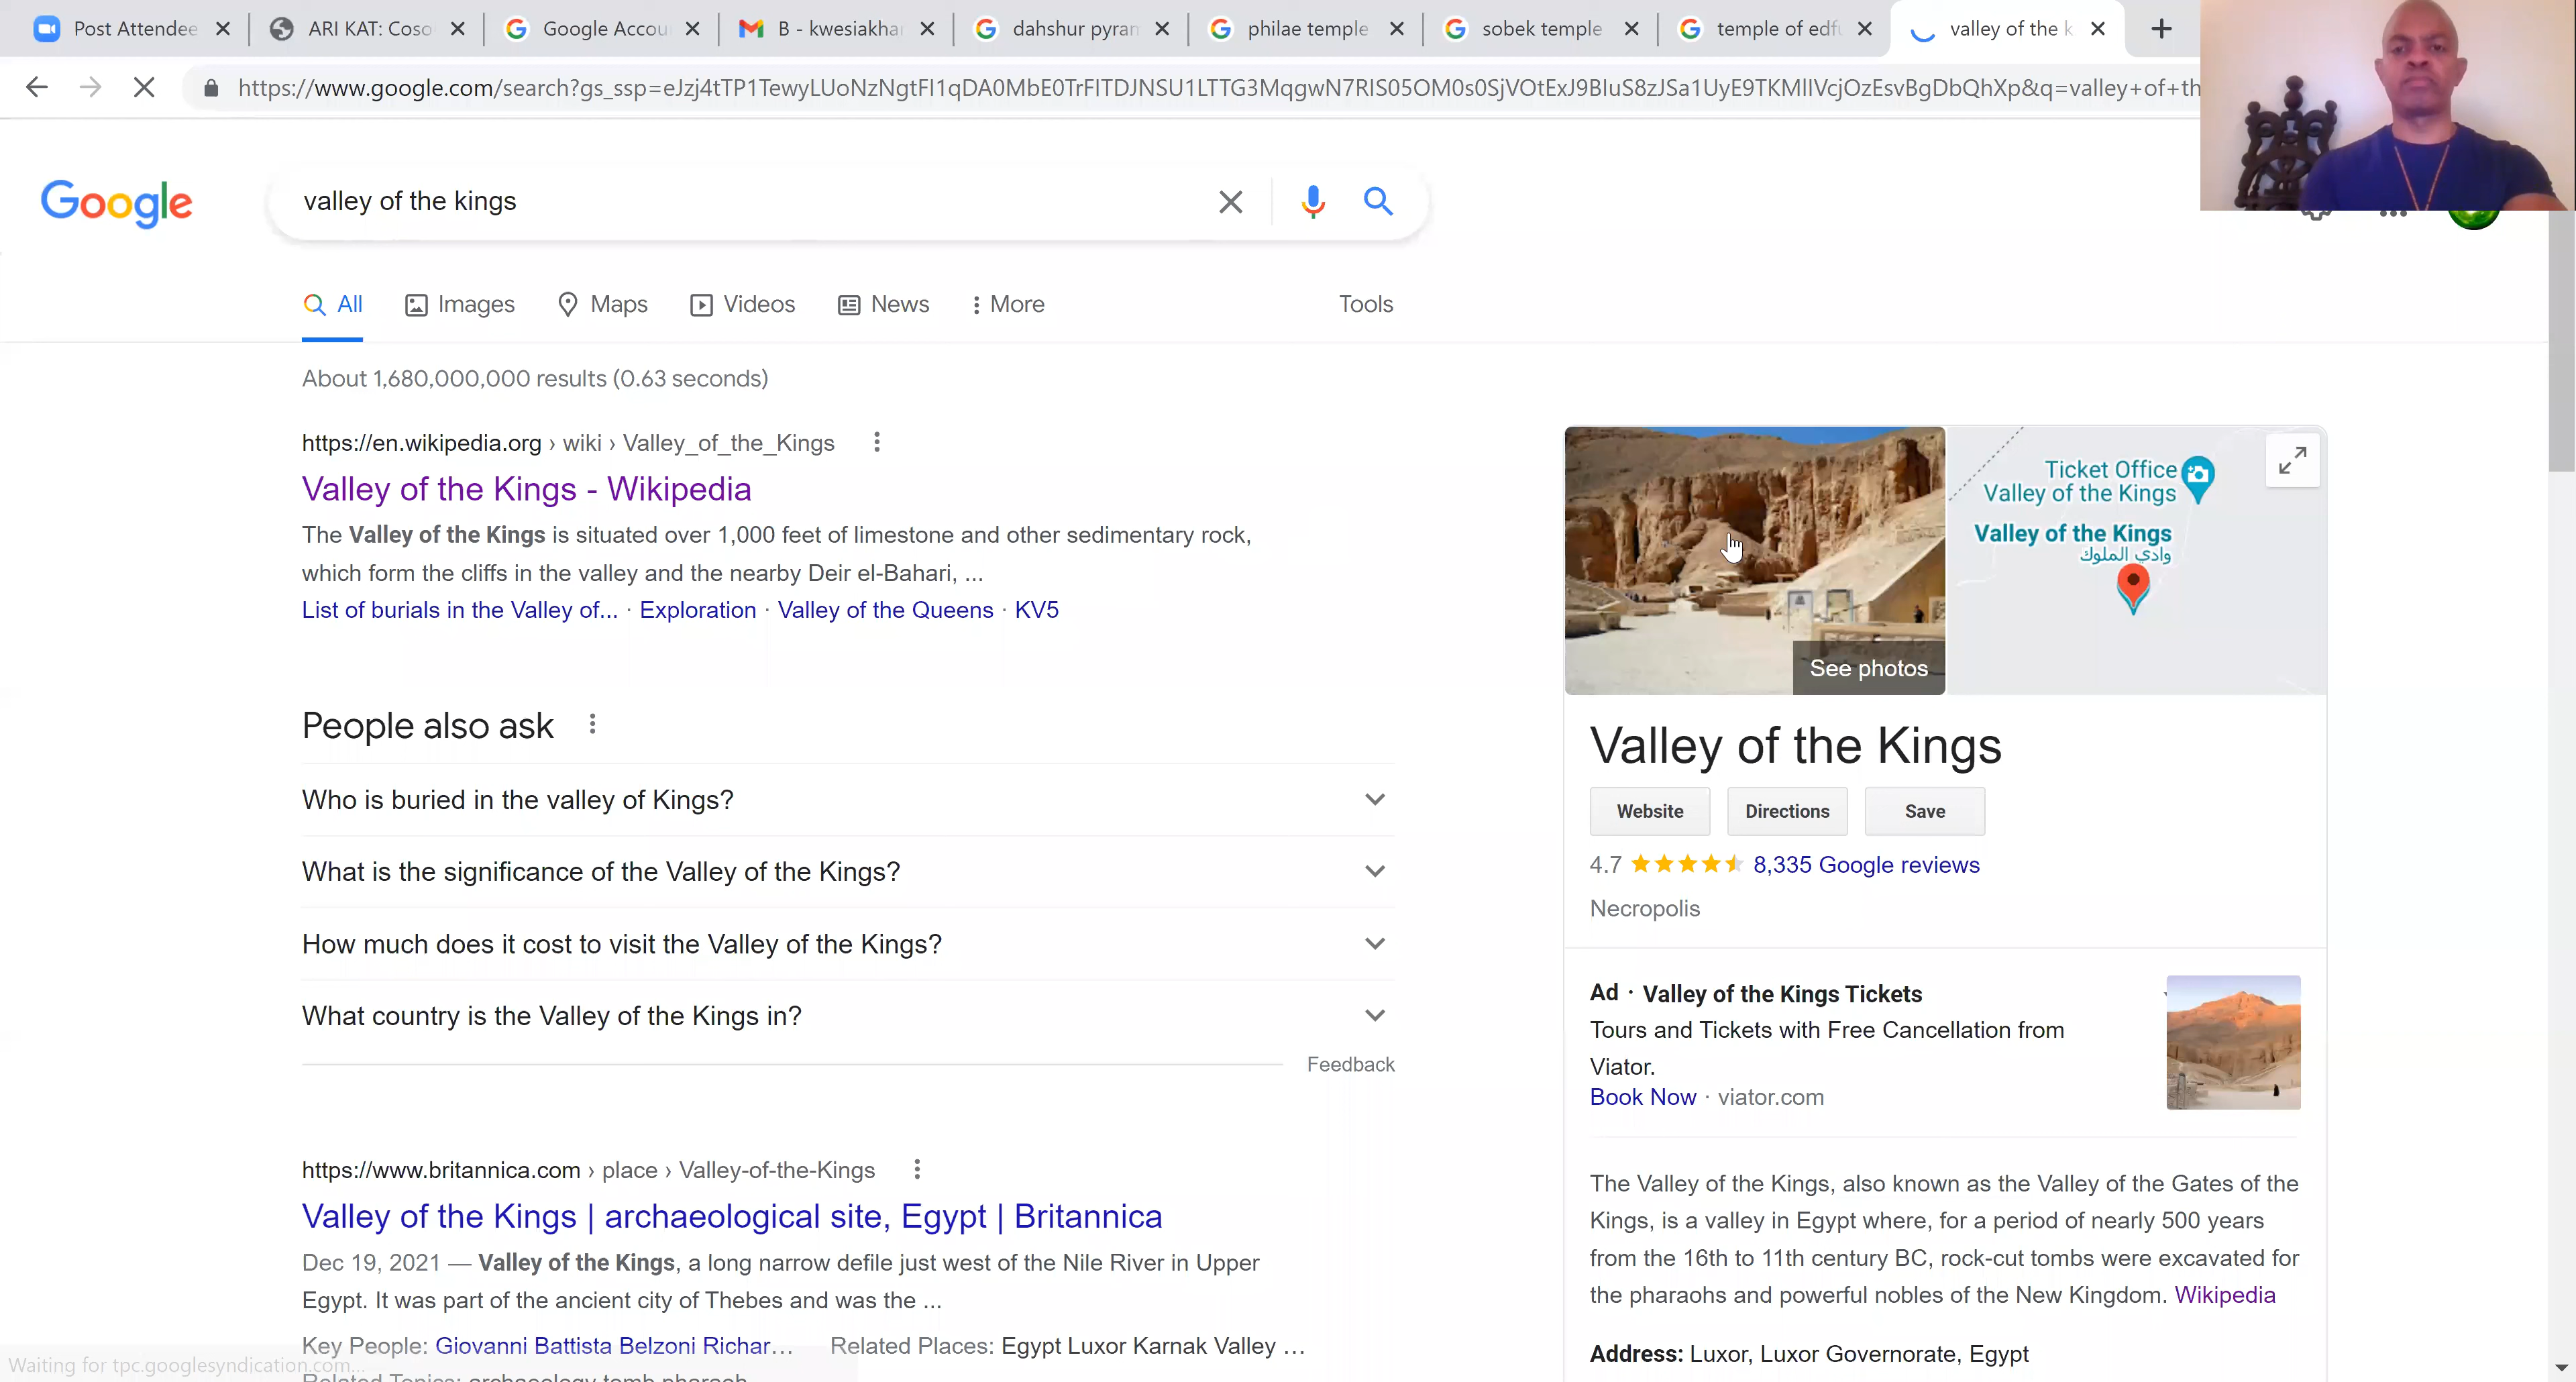 Post Attendee
ARI KAT: Coso
Google Accou
B - kwesiakha
dahshur pyram
philae temple
sobek temple
temple of edfu
valley of the k
https://www.google.com/search?gs_ssp=eJzj4tTP1TewyLUoNzNgtFI1qDA0MbE0TrFITDJNSU1LTTG3MqgwN7RIS05OM0s0SjVOtExJ9BIuS8zJSa1UyE9TKMlIVcjOzEsvBgDbQhXp&q=valley+of+th
Google
valley of the kings
All
Images
Maps
Videos
News
More
Tools
About 1,680,000,000 results (0.63 seconds)
https://en.wikipedia.org › wiki › Valley_of_the_Kings
Valley of the Kings - Wikipedia
The Valley of the Kings is situated over 1,000 feet of limestone and other sedimentary rock,
which form the cliffs in the valley and the nearby Deir el-Bahari, ...
List of burials in the Valley of... · Exploration · Valley of the Queens · KV5
People also ask
Who is buried in the valley of Kings?
What is the significance of the Valley of the Kings?
How much does it cost to visit the Valley of the Kings?
What country is the Valley of the Kings in?
Feedback
https://www.britannica.com › place › Valley-of-the-Kings
Valley of the Kings | archaeological site, Egypt | Britannica
Dec 19, 2021 — Valley of the Kings, a long narrow defile just west of the Nile River in Upper
Egypt. It was part of the ancient city of Thebes and was the ...
Key People: Giovanni Battista Belzoni Richar... Related Places: Egypt Luxor Karnak Valley ...
Related Topics: archaeology tomb pharaoh
Waiting for tpc.googlesyndication.com...
See photos
Ticket Office
Valley of the Kings
Valley of the Kings
وادي الملوك
Valley of the Kings
Website
Directions
Save
4.7 8,335 Google reviews
Necropolis
Ad · Valley of the Kings Tickets
Tours and Tickets with Free Cancellation from
Viator.
Book Now · viator.com
The Valley of the Kings, also known as the Valley of the Gates of the
Kings, is a valley in Egypt where, for a period of nearly 500 years
from the 16th to 11th century BC, rock-cut tombs were excavated for
the pharaohs and powerful nobles of the New Kingdom. Wikipedia
Address: Luxor, Luxor Governorate, Egypt